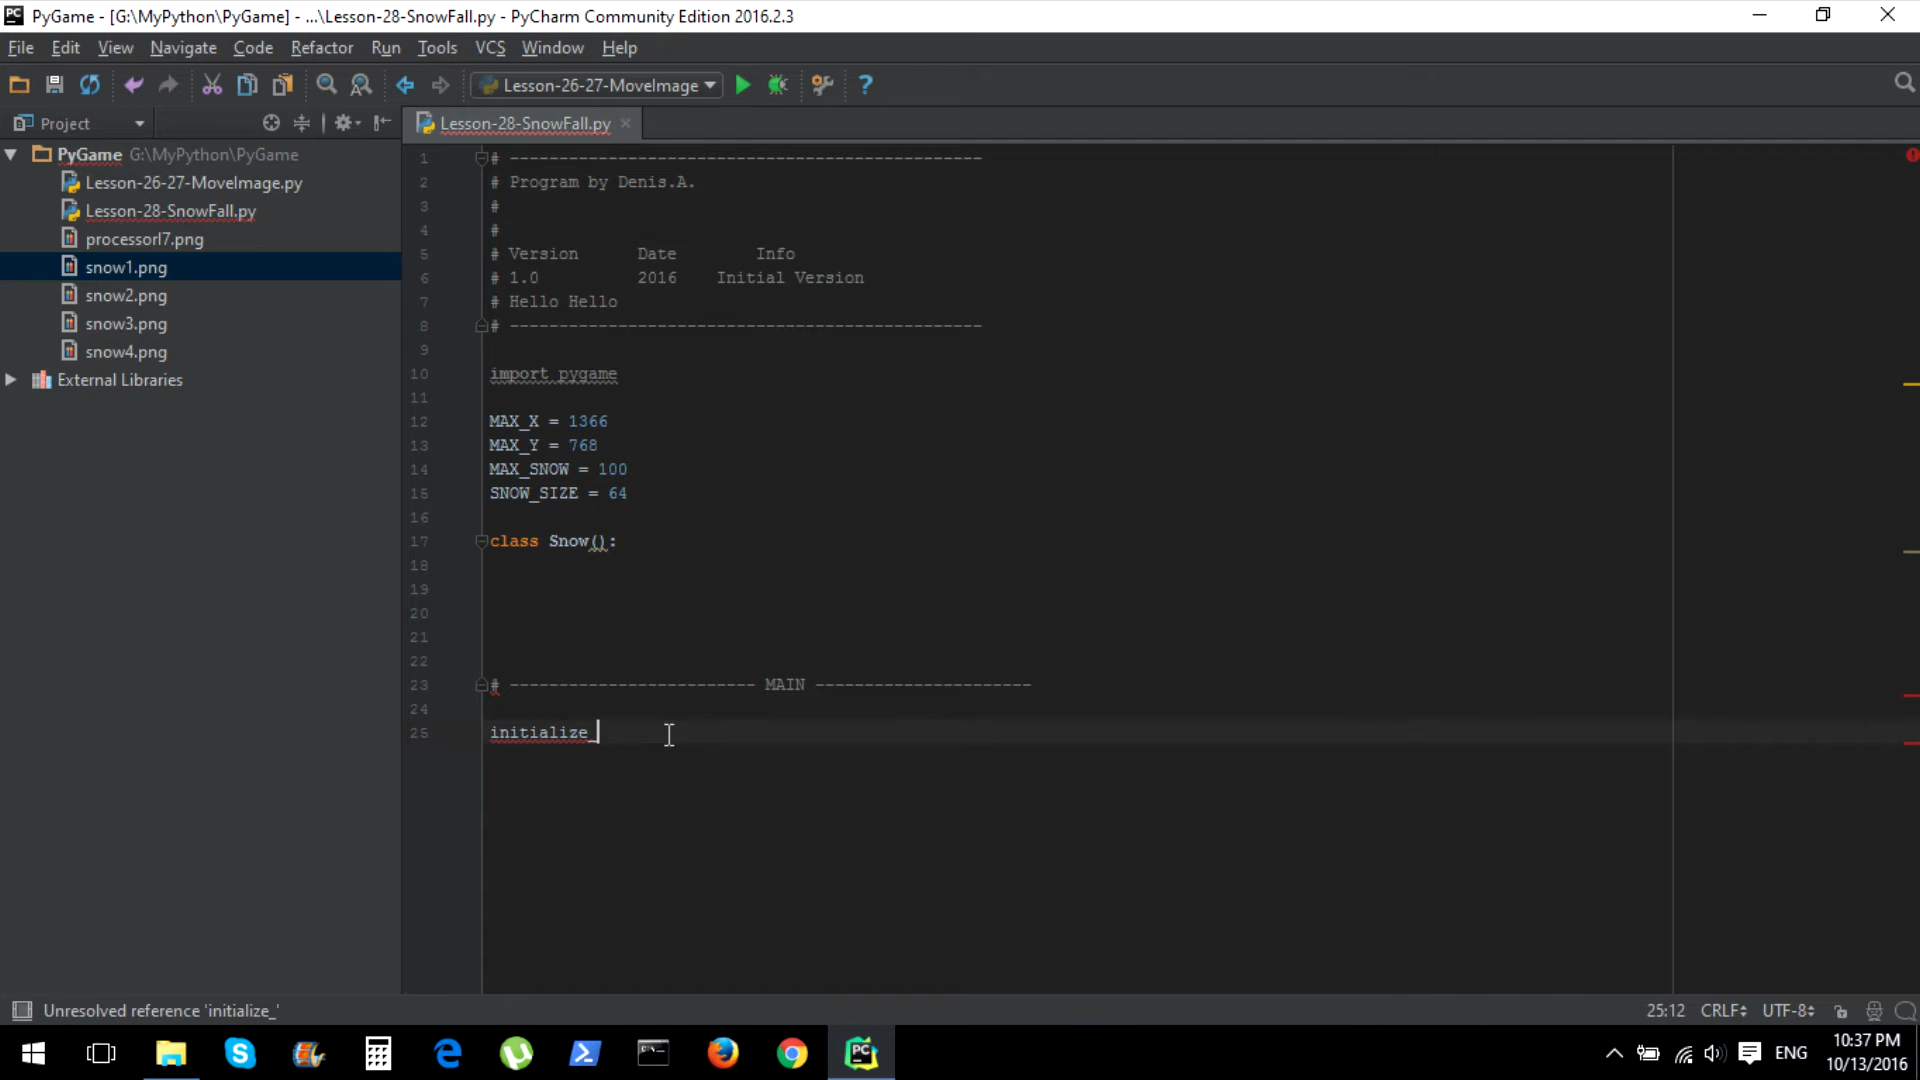 PyGame - [G:\MyPython\PyGame] - ...\Lesson-28-SnowFall.py - PyCharm Community Edition 2016.2.3
File Edit View Navigate Code Refactor Run Tools VCS Window Help
Lesson-26-27-MoveImage
Project
Lesson-28-SnowFall.py
PyGame G:\MyPython\PyGame
Lesson-26-27-MoveImage.py
Lesson-28-SnowFall.py
processorI7.png
snow1.png
snow2.png
snow3.png
snow4.png
External Libraries
1 # ------------------------------------------------
2 # Program by Denis.A.
3 #
4 #
5 # Version Date Info
6 # 1.0 2016 Initial Version
7 # Hello Hello
8 # ------------------------------------------------
9
10 import pygame
11
12 MAX_X = 1366
13 MAX_Y = 768
14 MAX_SNOW = 100
15 SNOW_SIZE = 64
16
17 class Snow():
18
19
20
21
22
23 # ------------------------- MAIN ----------------------
24
25 initialize_
Unresolved reference 'initialize_'
25:12 CRLF UTF-8
ENG
10:37 PM
10/13/2016